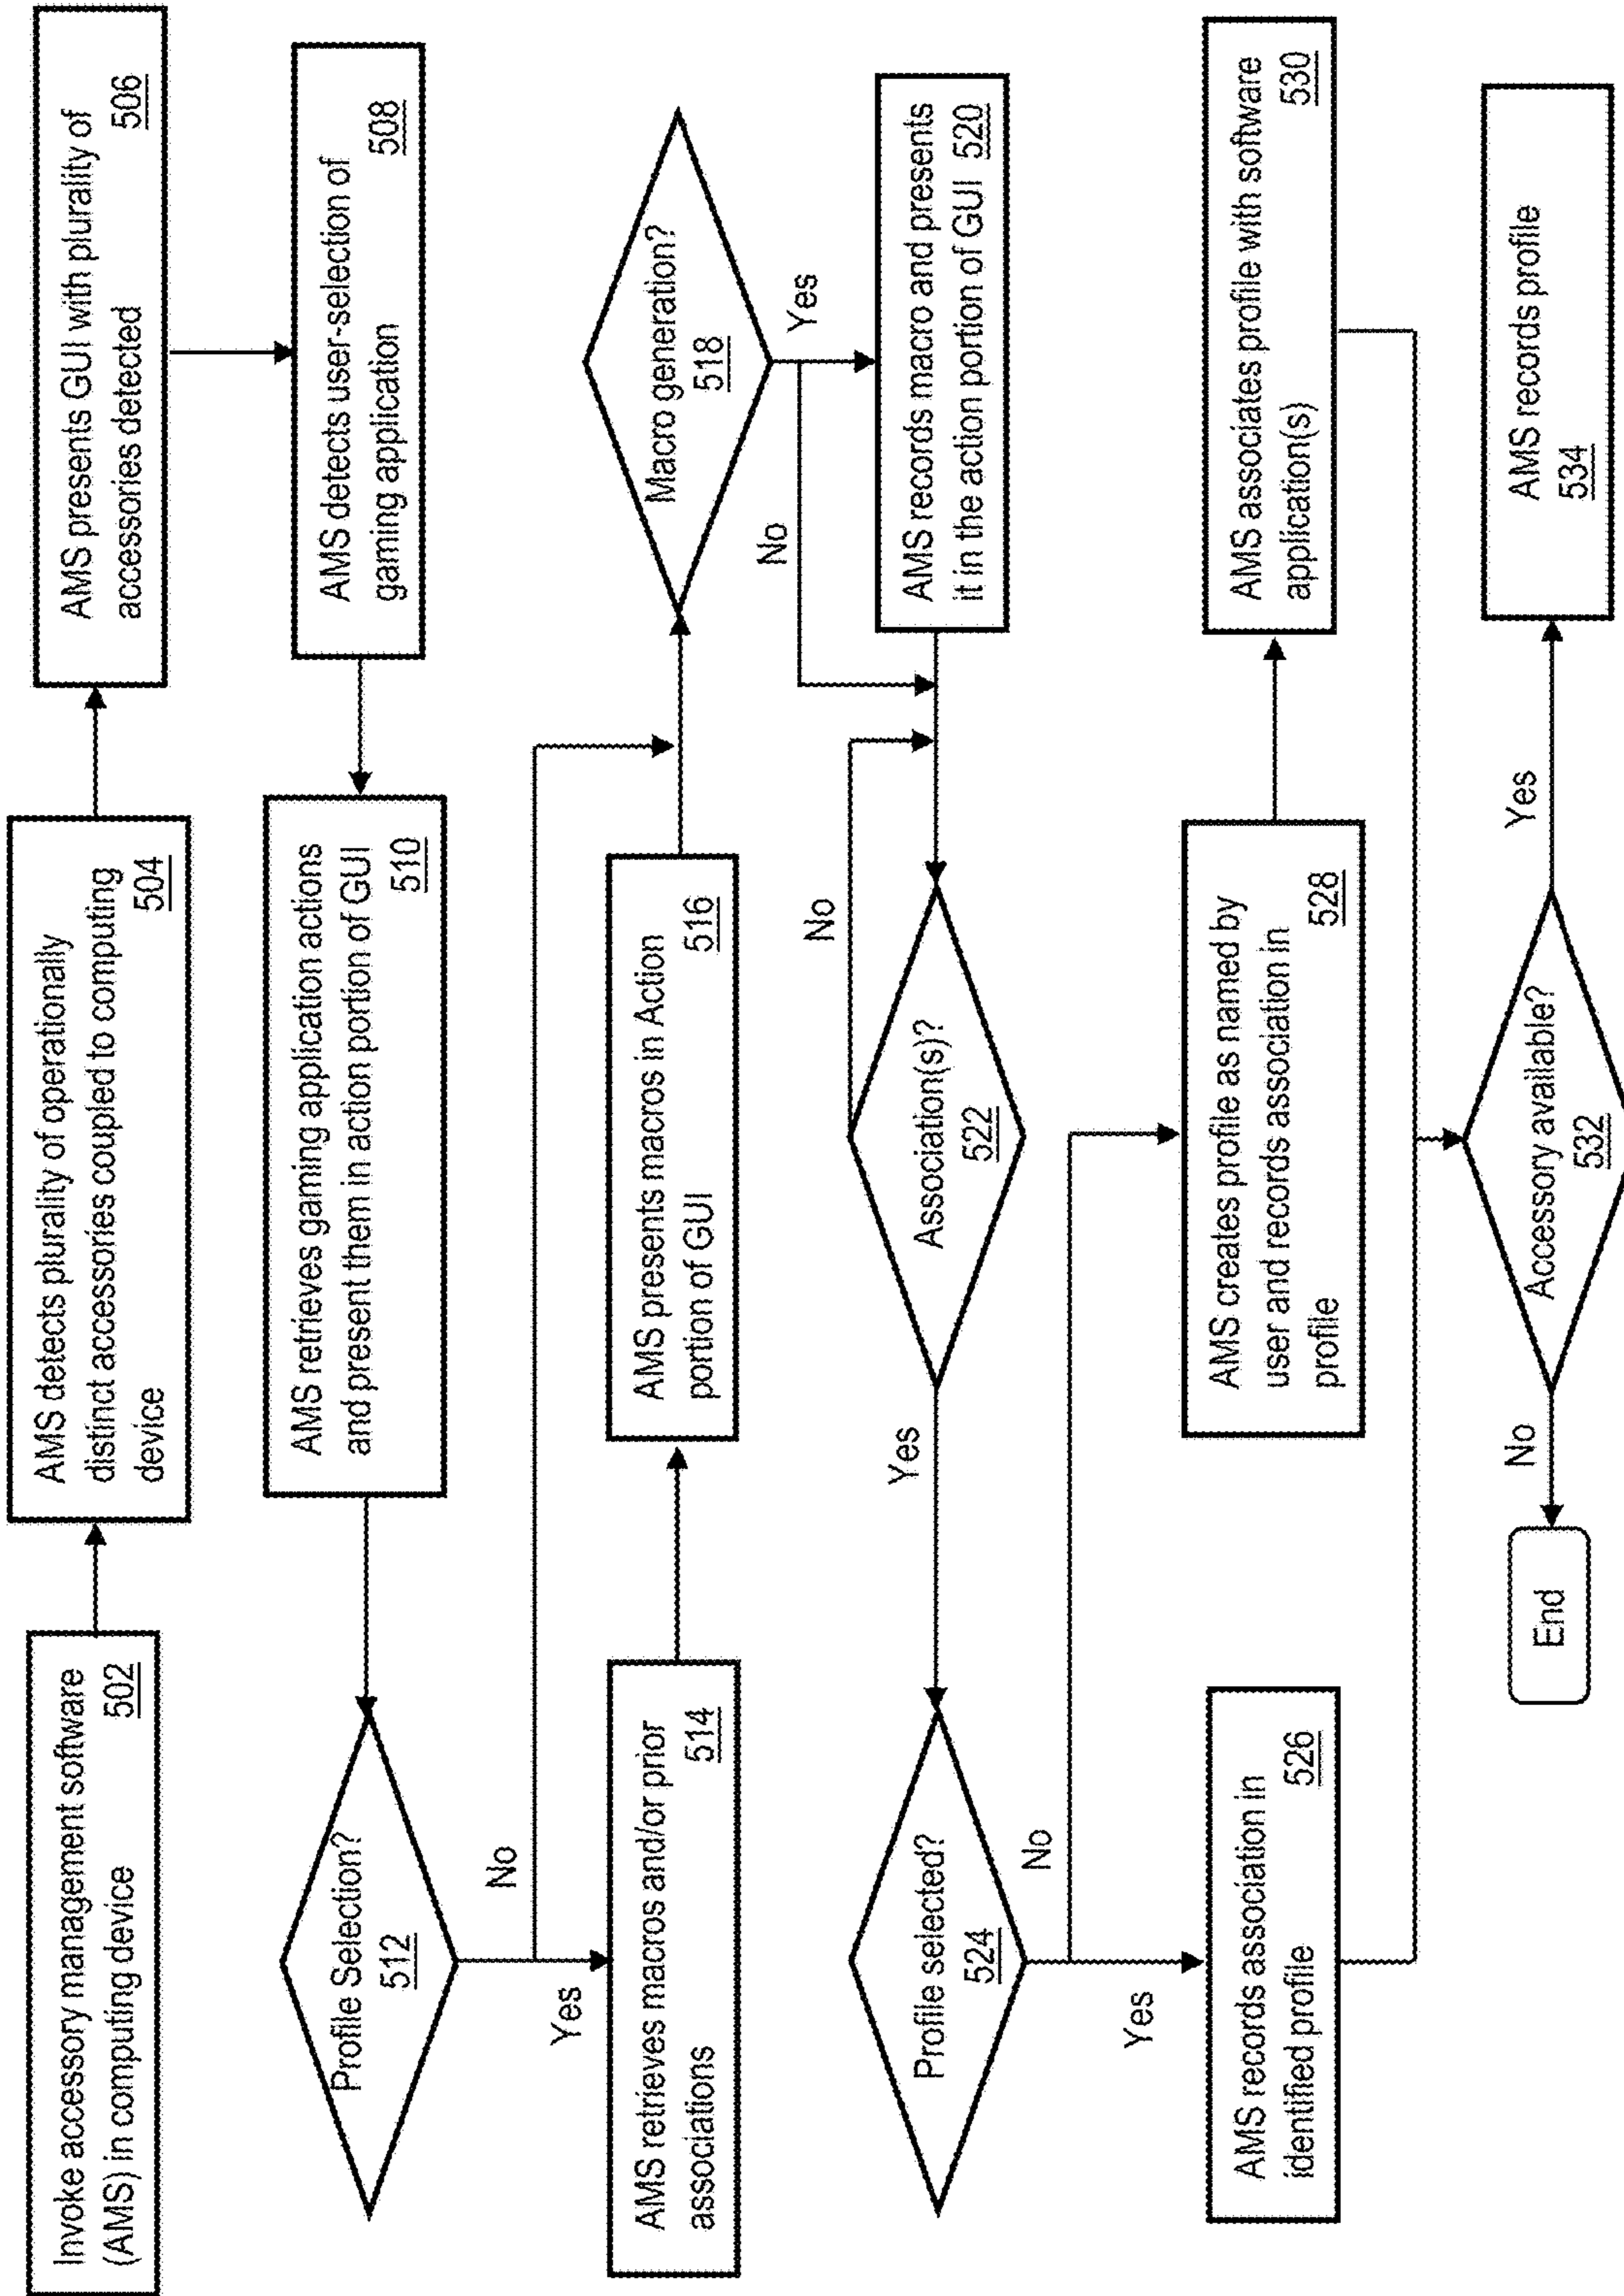 Invoke accessory management software
(AMS) in computing device
502
AMS detects plurality of operationally
distinct accessories coupled to computing
device
504
AMS presents GUI with plurality of
accessories detected
506
AMS detects user-selection of
gaming application
508
AMS retrieves gaming application actions
and present them in action portion of GUI
510
Profile Selection?
512
No
Yes
AMS retrieves macros and/or prior
associations
514
AMS presents macros in Action
portion of GUI
516
Macro generation?
518
No
Yes
AMS records macro and presents
it in the action portion of GUI 520
Association(s)?
522
No
Yes
Profile selected?
524
No
Yes
AMS records association in
identified profile
526
AMS creates profile as named by
user and records association in
profile
528
AMS associates profile with software
application(s)
530
Accessory available?
532
No
Yes
End
AMS records profile
534